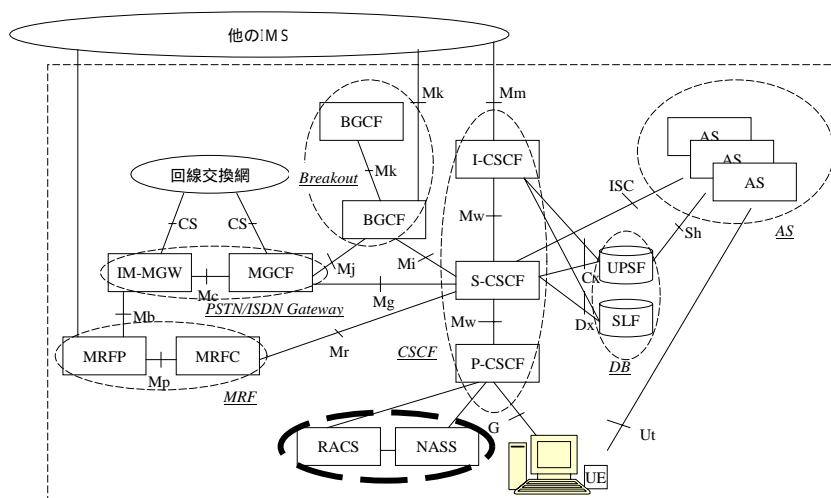 他のIMS
Mk
Mm
BGCF
Mk
Breakout
I-CSCF
AS
AS
AS
回線交換網
ISC
BGCF
Mw
Sh
AS
CS
CS
IM-MGW
Mc
MGCF
Mj
Mi
S-CSCF
Cx
UPSF
PSTN/ISDN Gateway
Mg
Mb
Mw
Dx
SLF
MRFP
Mp
MRFC
Mr
CSCF
P-CSCF
DB
MRF
G
Ut
RACS
NASS
UE